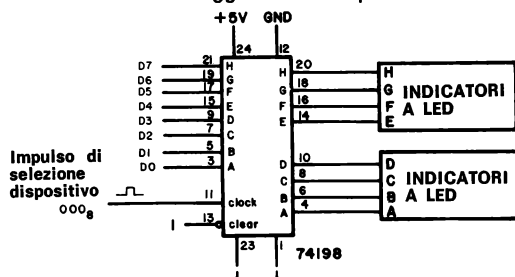 +5V GND
24 12
D7 21 H H 20 H
D6 19 G G 18 G INDICATORI
D5 17 F F 16 F A LED
D4 15 E E 14 E
D3 9 D
D2 7 C
D1 5 B D 10 D INDICATORI
D0 3 A C 8 C A LED
B 6 B
A 4 A
Impulso di
selezione
dispositivo
000₈ 11 clock
1 13 clear
23 1 74198
1 1